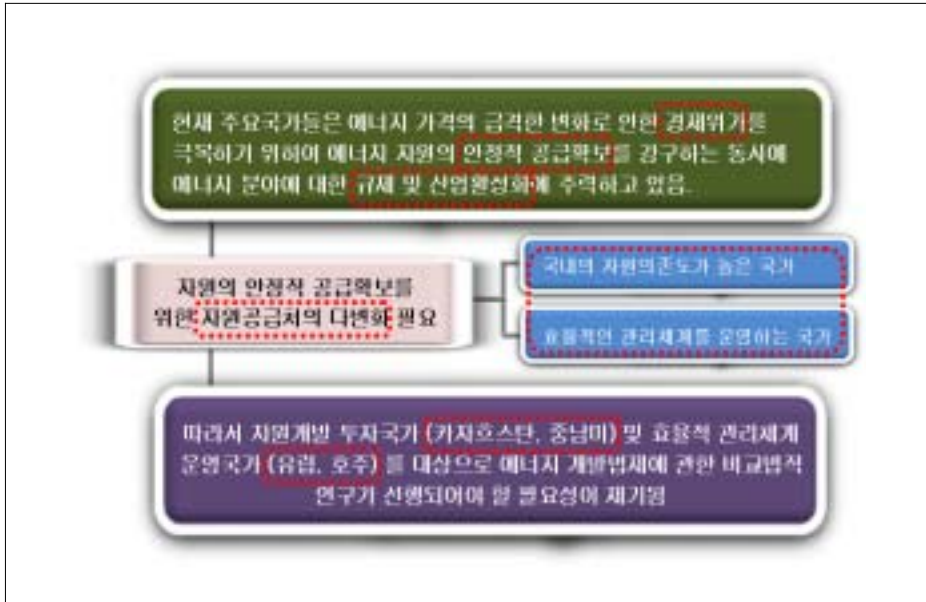 현재 주요국가들은 에너지 가격의 급격한 변화로 인한 경제위기를
극복하기 위하여 에너지 자원의 안정적 공급확보를 강구하는 동시에
에너지 분야에 대한 규제 및 산업활성화에 주력하고 있음.
자원의 안정적 공급확보를
위한 자원공급처의 다변화 필요
국내의 자원의존도가 높은 국가
효율적인 관리체계를 운영하는 국가
따라서 자원개발 투자국가 (카자흐스탄, 중남미) 및 효율적 관리체계
운영국가 (유럽, 호주) 를 대상으로 에너지 개발법제에 관한 비교법적
연구가 선행되어야 할 필요성이 제기됨